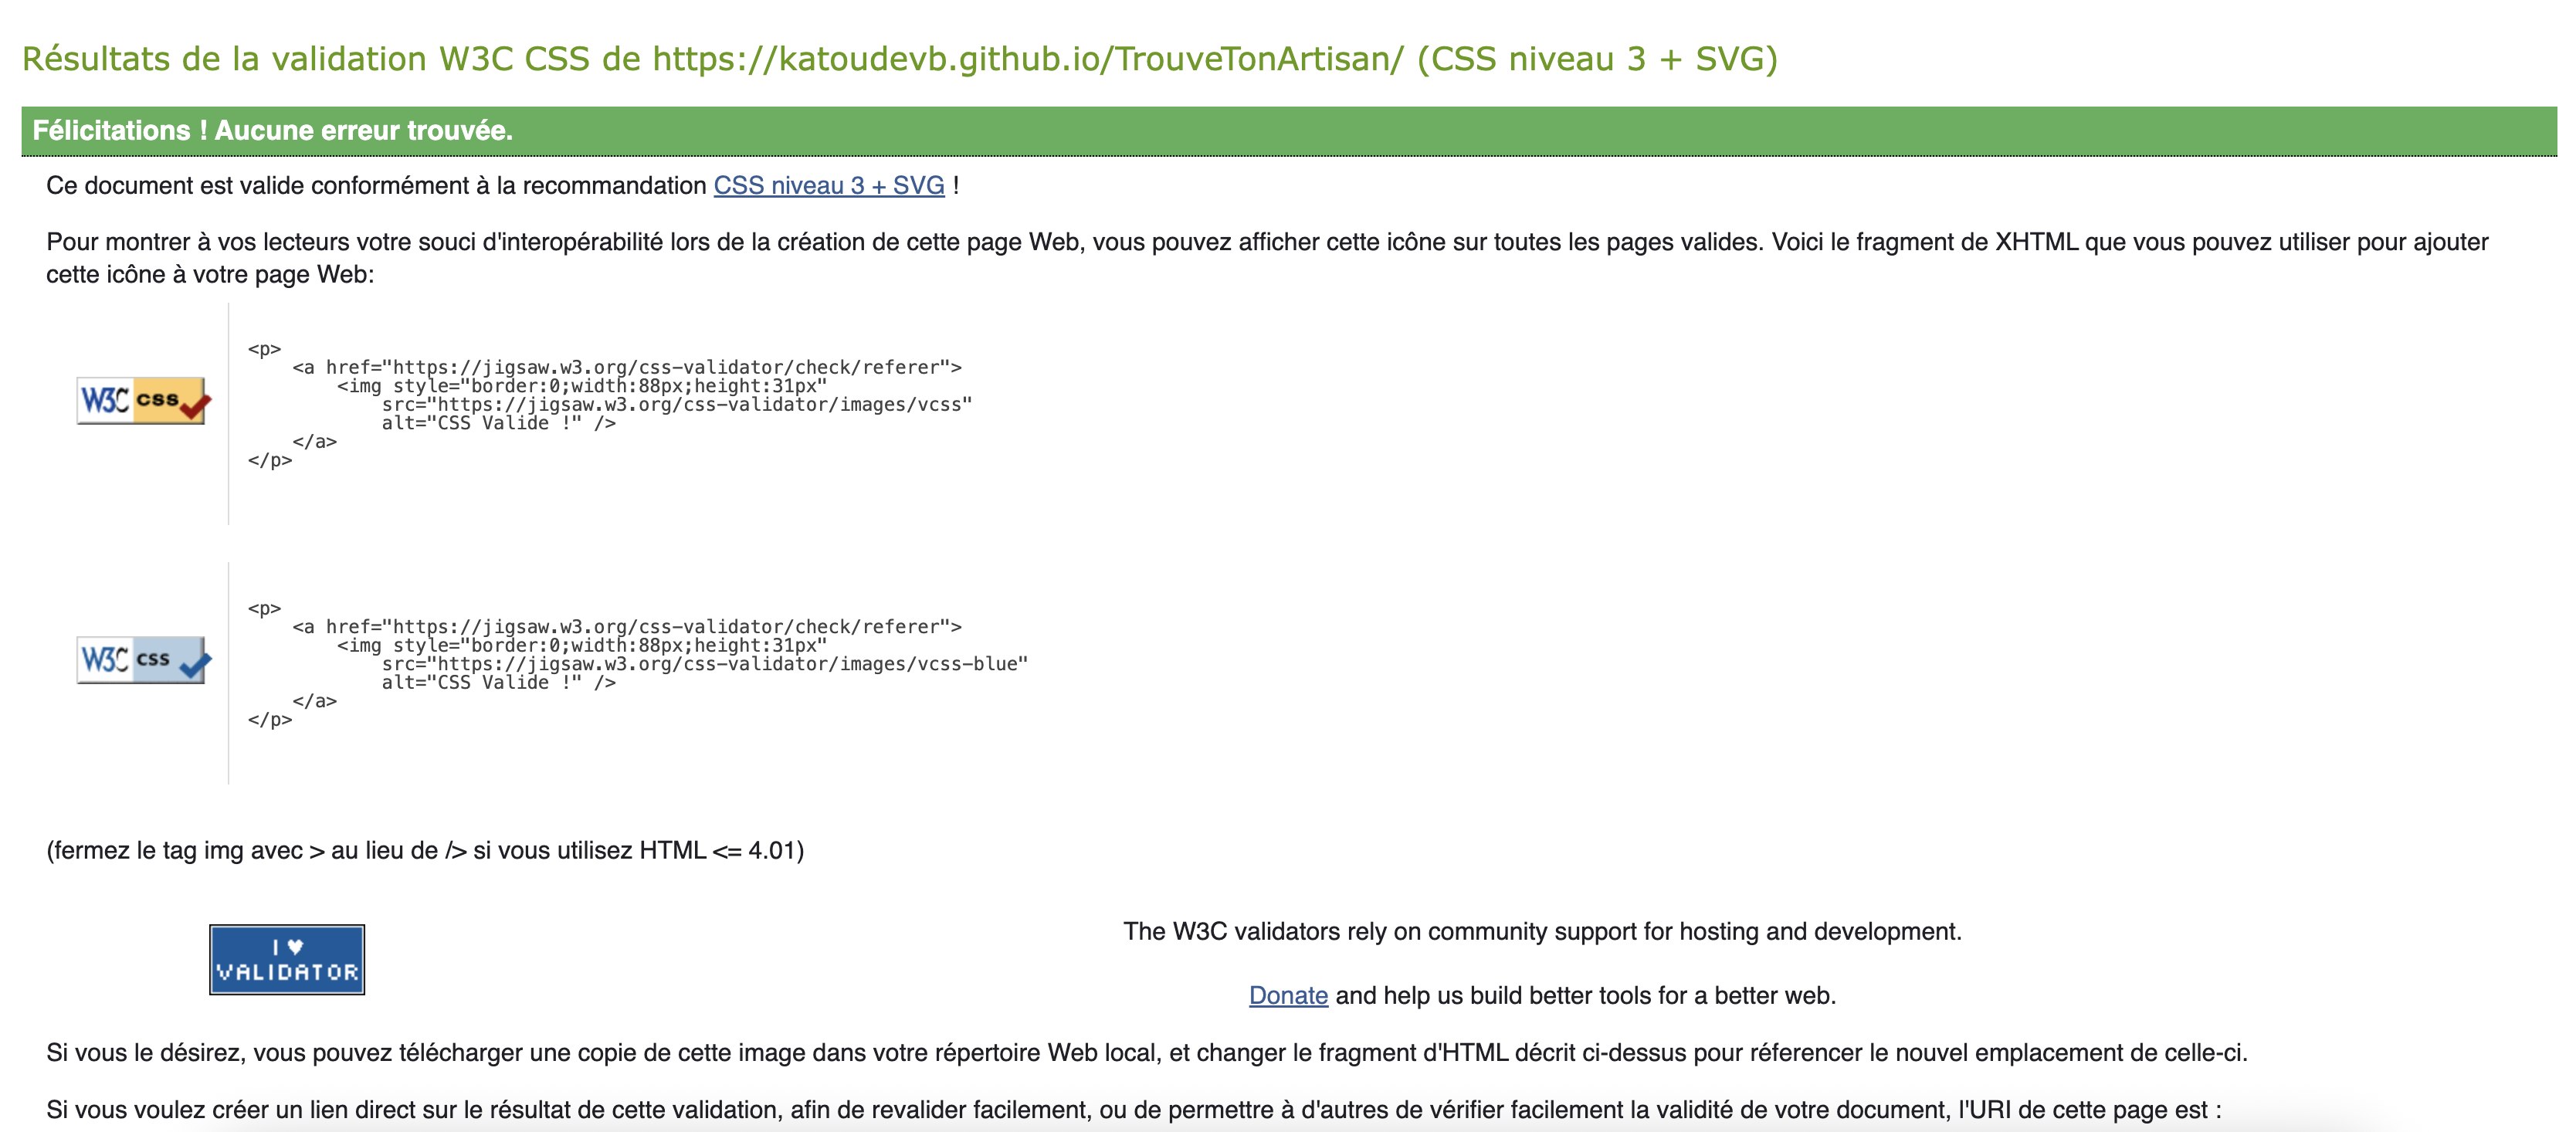 Résultats de la validation W3C CSS de https://katoudevb.github.io/TrouveTonArtisan/ (CSS niveau 3 + SVG)
Félicitations ! Aucune erreur trouvée.
Ce document est valide conformément à la recommandation CSS niveau 3 + SVG !
Pour montrer à vos lecteurs votre souci d'interopérabilité lors de la création de cette page Web, vous pouvez afficher cette icône sur toutes les pages valides. Voici le fragment de XHTML que vous pouvez utiliser pour ajouter
cette icône à votre page Web:
W3C css
<p>
    <a href="https://jigsaw.w3.org/css-validator/check/referer">
        <img style="border:0;width:88px;height:31px"
            src="https://jigsaw.w3.org/css-validator/images/vcss"
            alt="CSS Valide !" />
    </a>
</p>
W3C css
<p>
    <a href="https://jigsaw.w3.org/css-validator/check/referer">
        <img style="border:0;width:88px;height:31px"
            src="https://jigsaw.w3.org/css-validator/images/vcss-blue"
            alt="CSS Valide !" />
    </a>
</p>
(fermez le tag img avec > au lieu de /> si vous utilisez HTML <= 4.01)
I ♥
VALIDATOR
The W3C validators rely on community support for hosting and development.
Donate and help us build better tools for a better web.
Si vous le désirez, vous pouvez télécharger une copie de cette image dans votre répertoire Web local, et changer le fragment d'HTML décrit ci-dessus pour réferencer le nouvel emplacement de celle-ci.
Si vous voulez créer un lien direct sur le résultat de cette validation, afin de revalider facilement, ou de permettre à d'autres de vérifier facilement la validité de votre document, l'URI de cette page est :